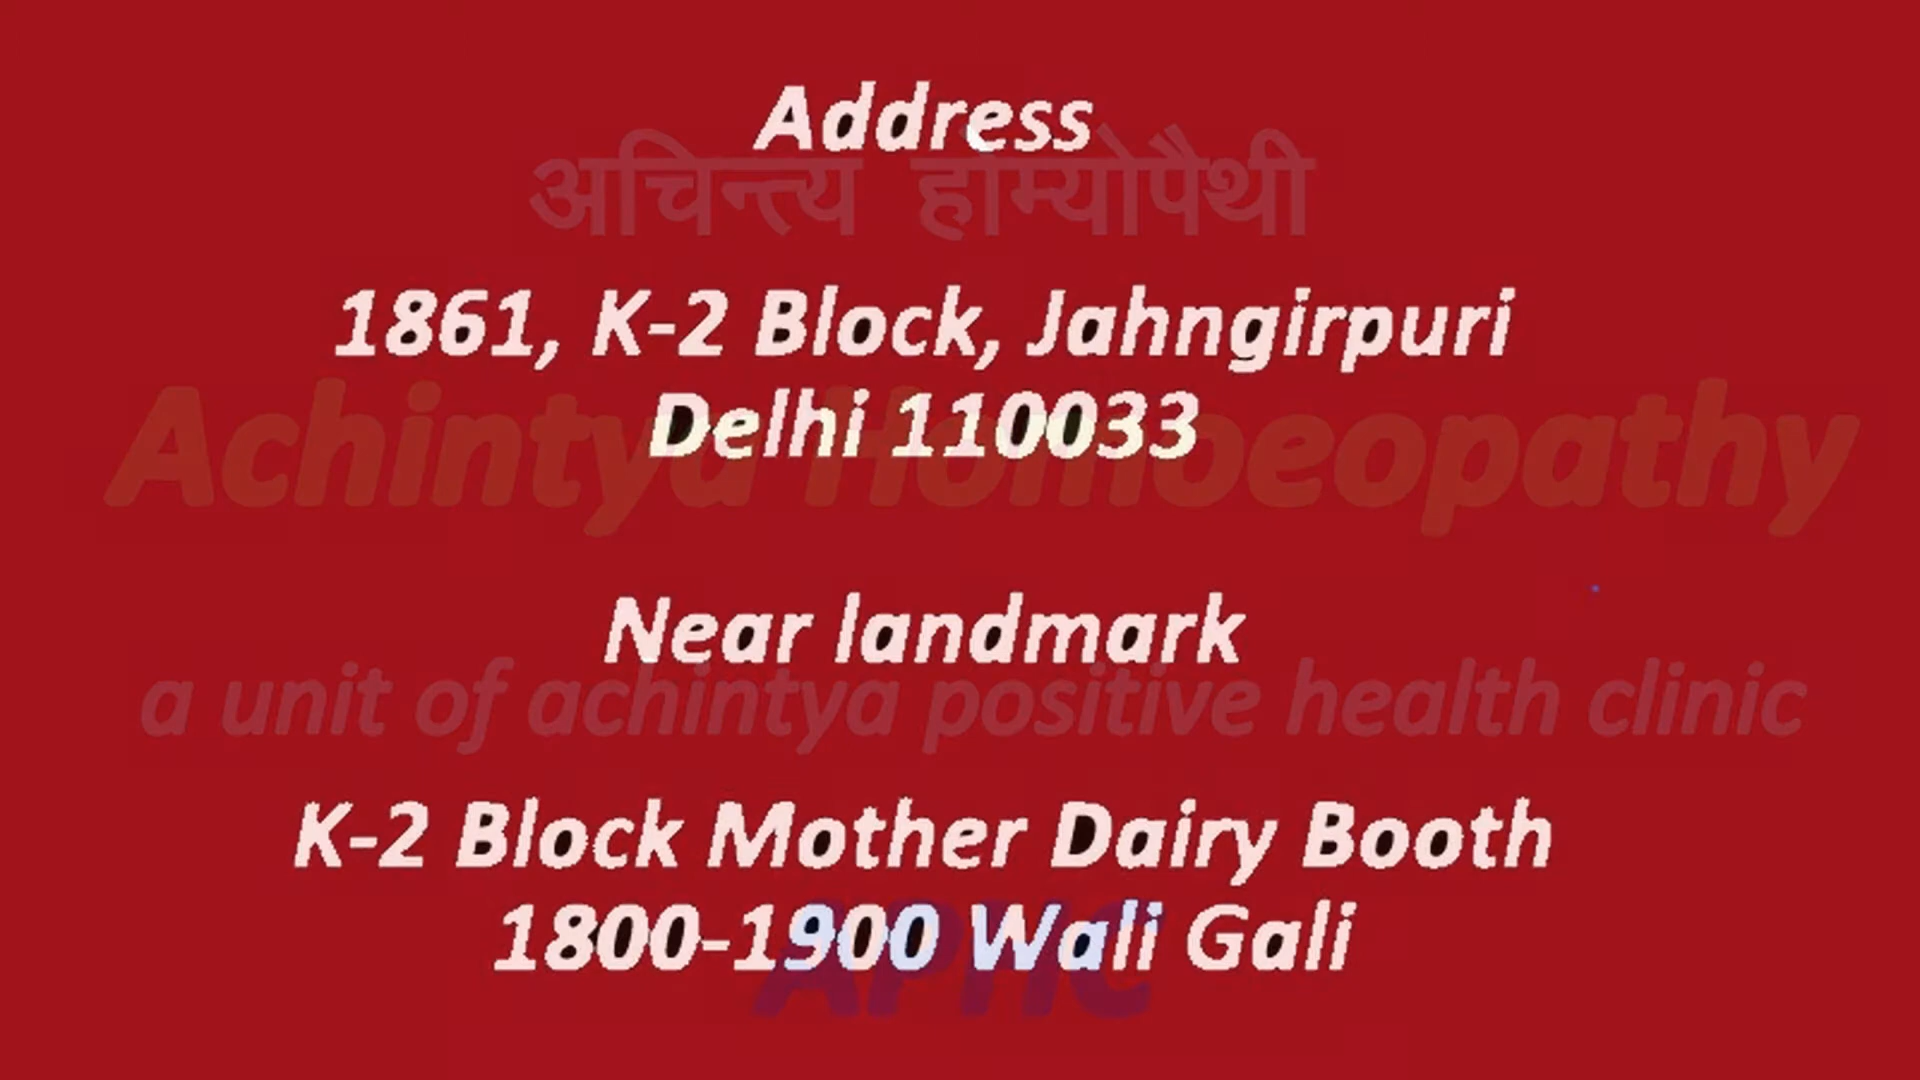 Address
अचिन्त्य होम्योपैथी
1861, K-2 Block, Jahngirpuri
Delhi 110033
Achintya Homoeopathy
Near landmark
a unit of achintya positive health clinic
K-2 Block Mother Dairy Booth
1800-1900 Wali Gali
APHC